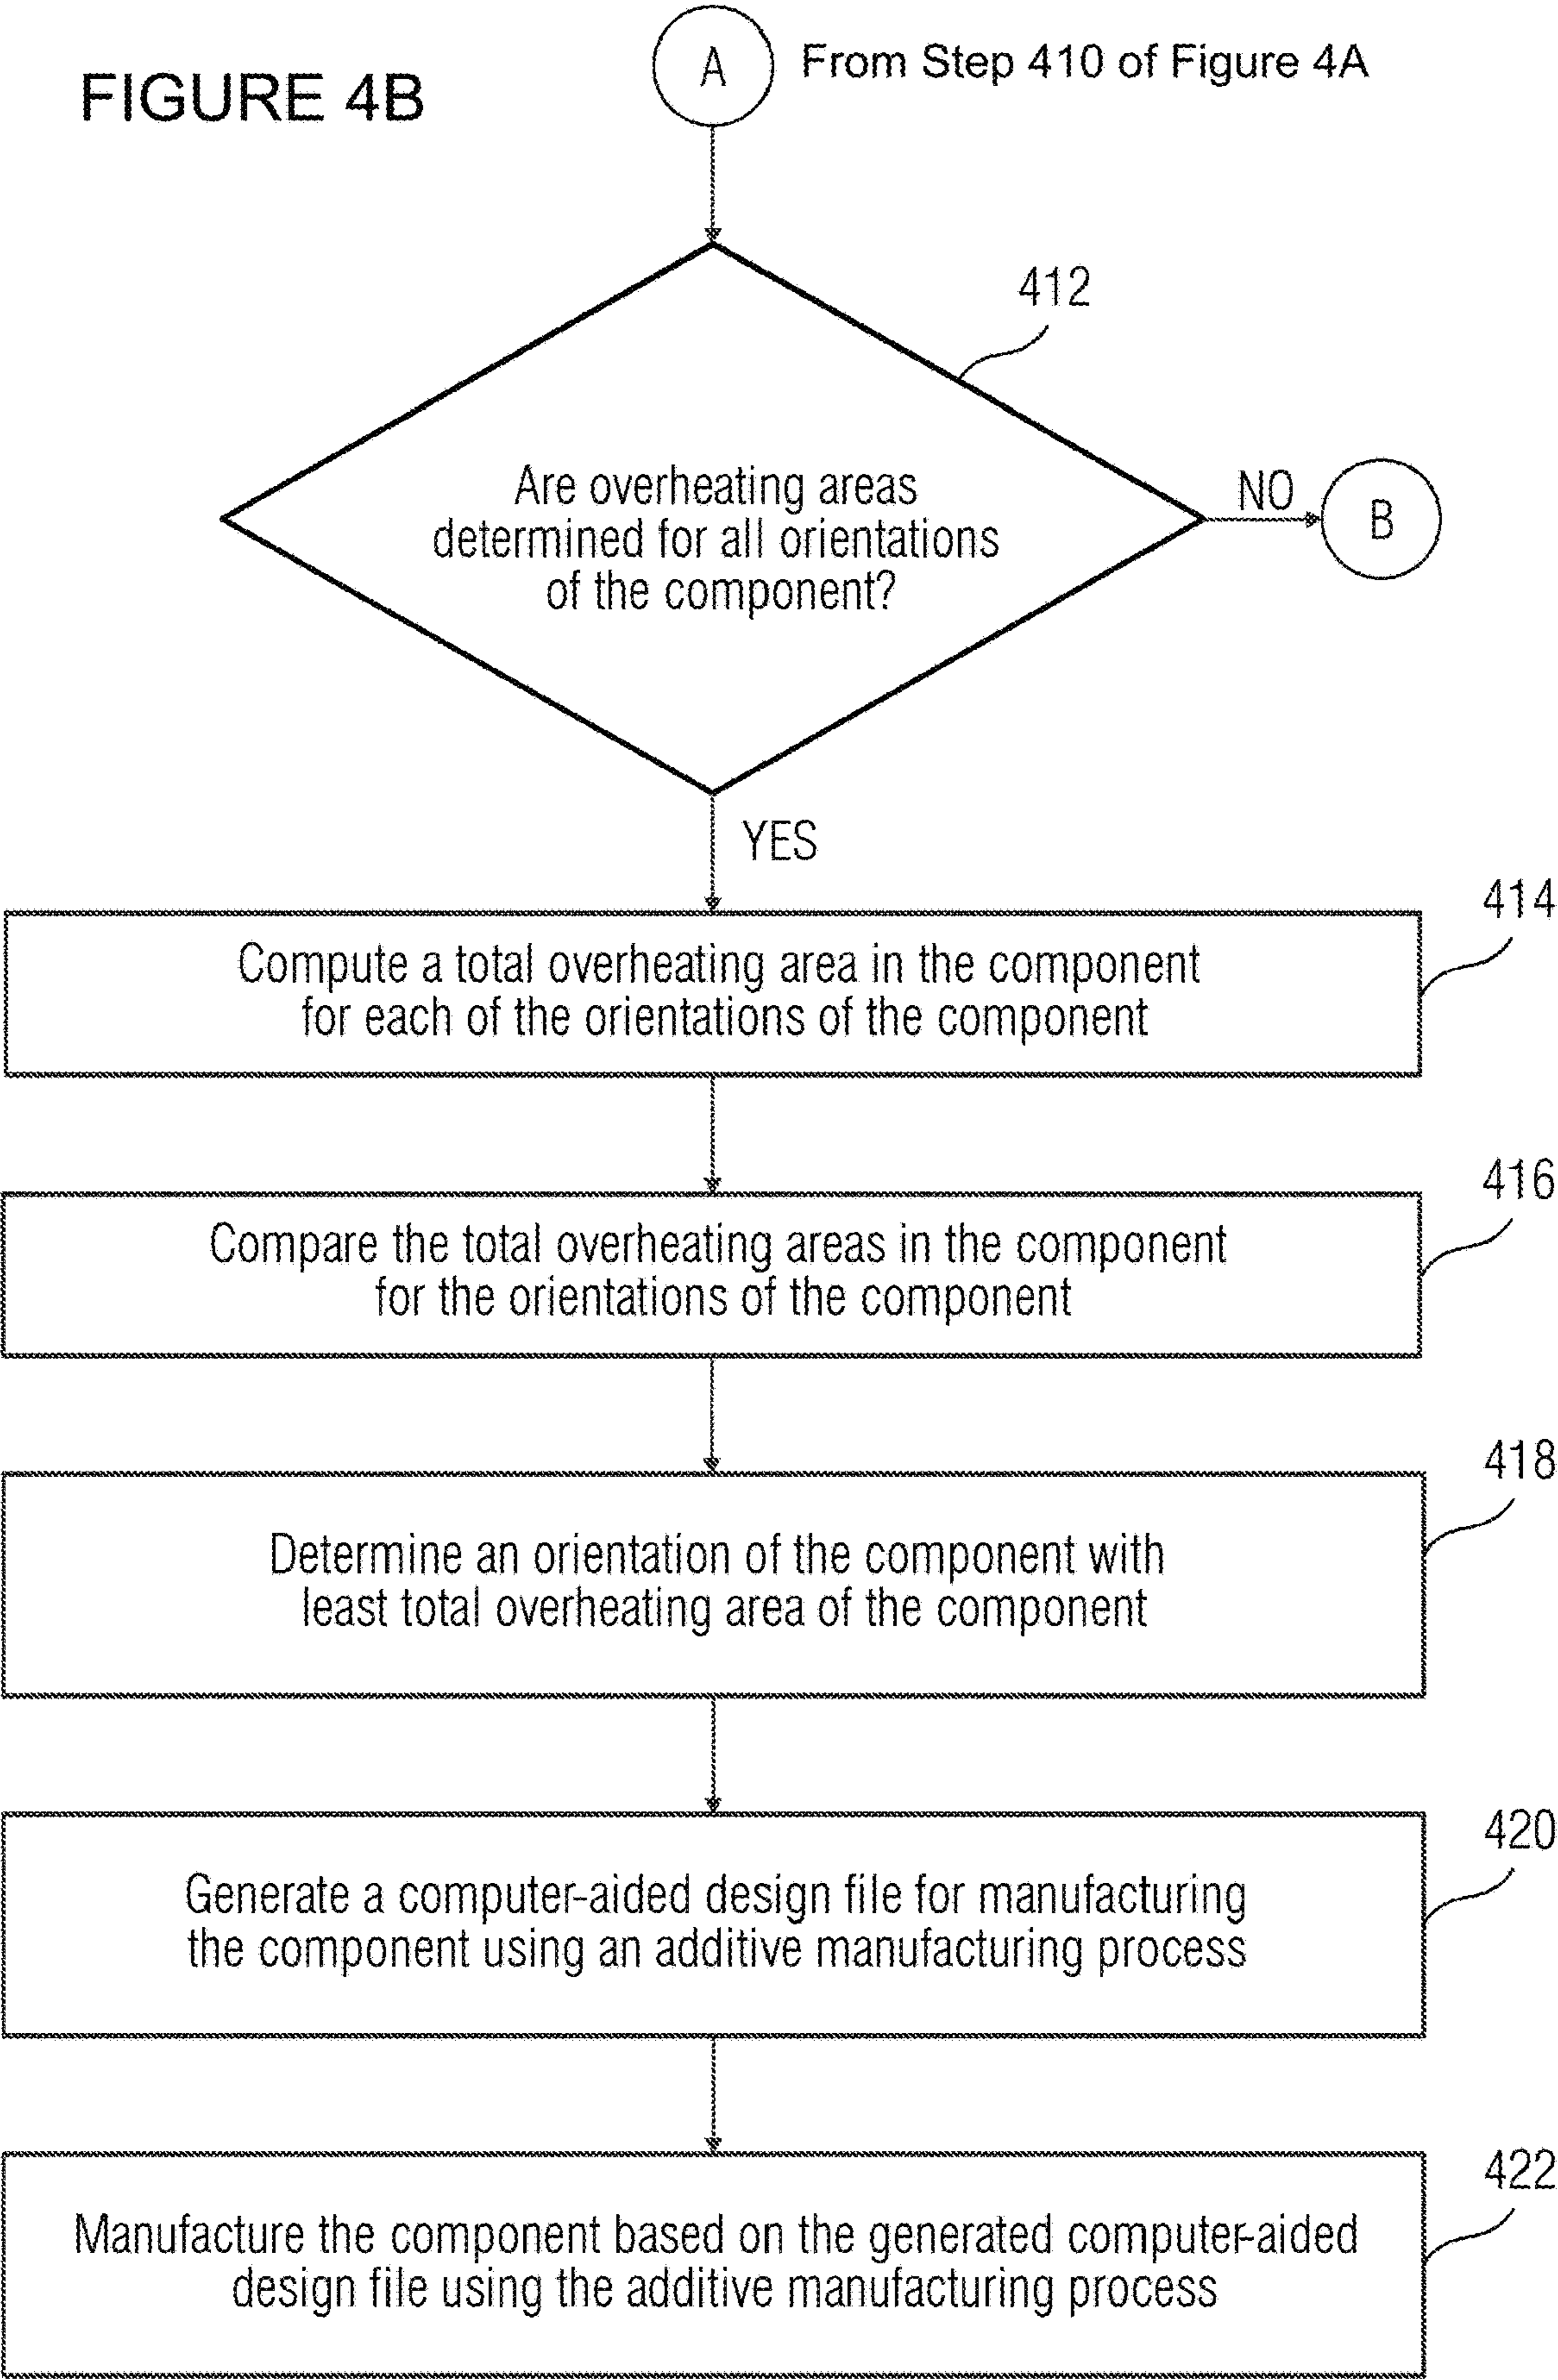 FIGURE 4B
A
From Step 410 of Figure 4A
412
Are overheating areas
determined for all orientations
of the component?
NO
B
YES
414
Compute a total overheating area in the component
for each of the orientations of the component
416
Compare the total overheating areas in the component
for the orientations of the component
418
Determine an orientation of the component with
least total overheating area of the component
420
Generate a computer-aided design file for manufacturing
the component using an additive manufacturing process
422
Manufacture the component based on the generated computer-aided
design file using the additive manufacturing process